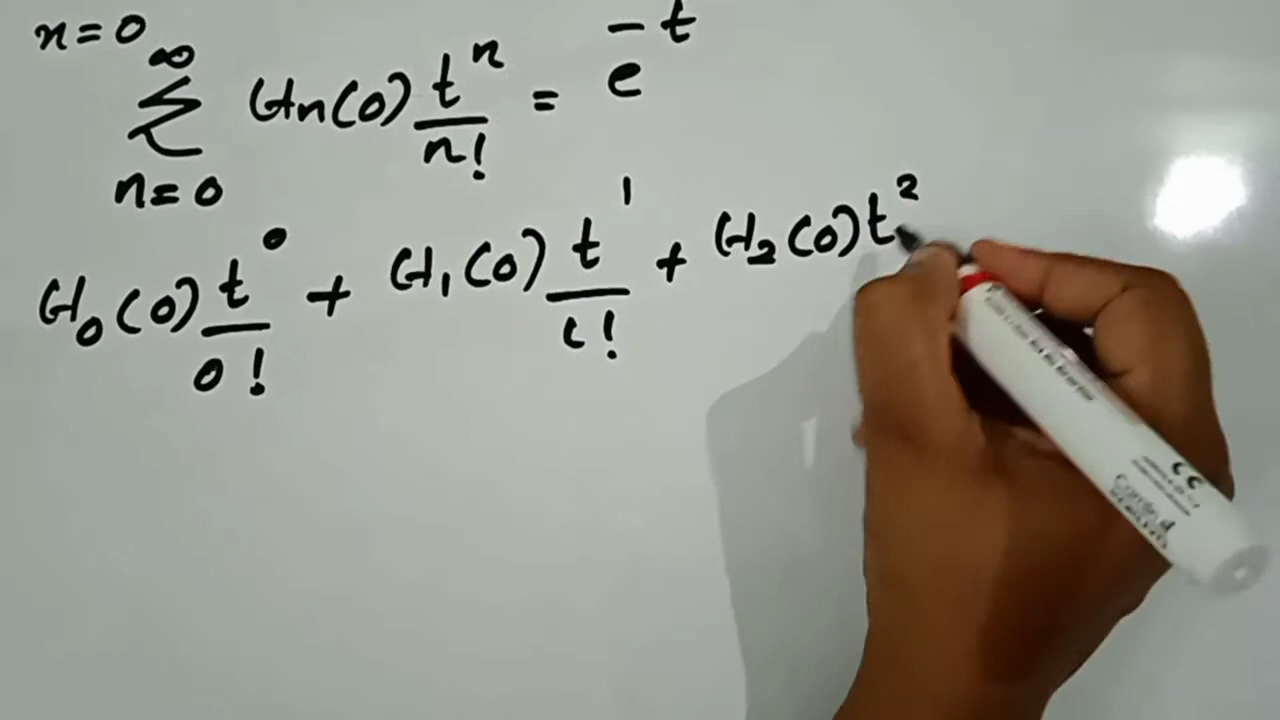 x=0
∞
∑ Hn(0) t^n/n! = e^-t
n=0
H₀(0) t^0/0! + H₁(0) t^1/1! + H₂(0) t^2